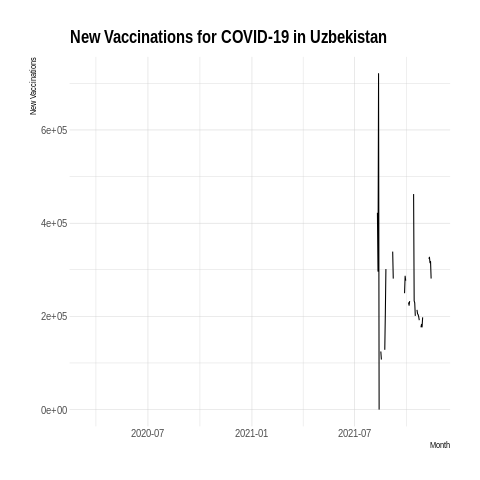 New Vaccinations for COVID-19 in Uzbekistan
New Vaccinations
6e+05
4e+05
2e+05
0e+00
2020-07
2021-01
2021-07
Month